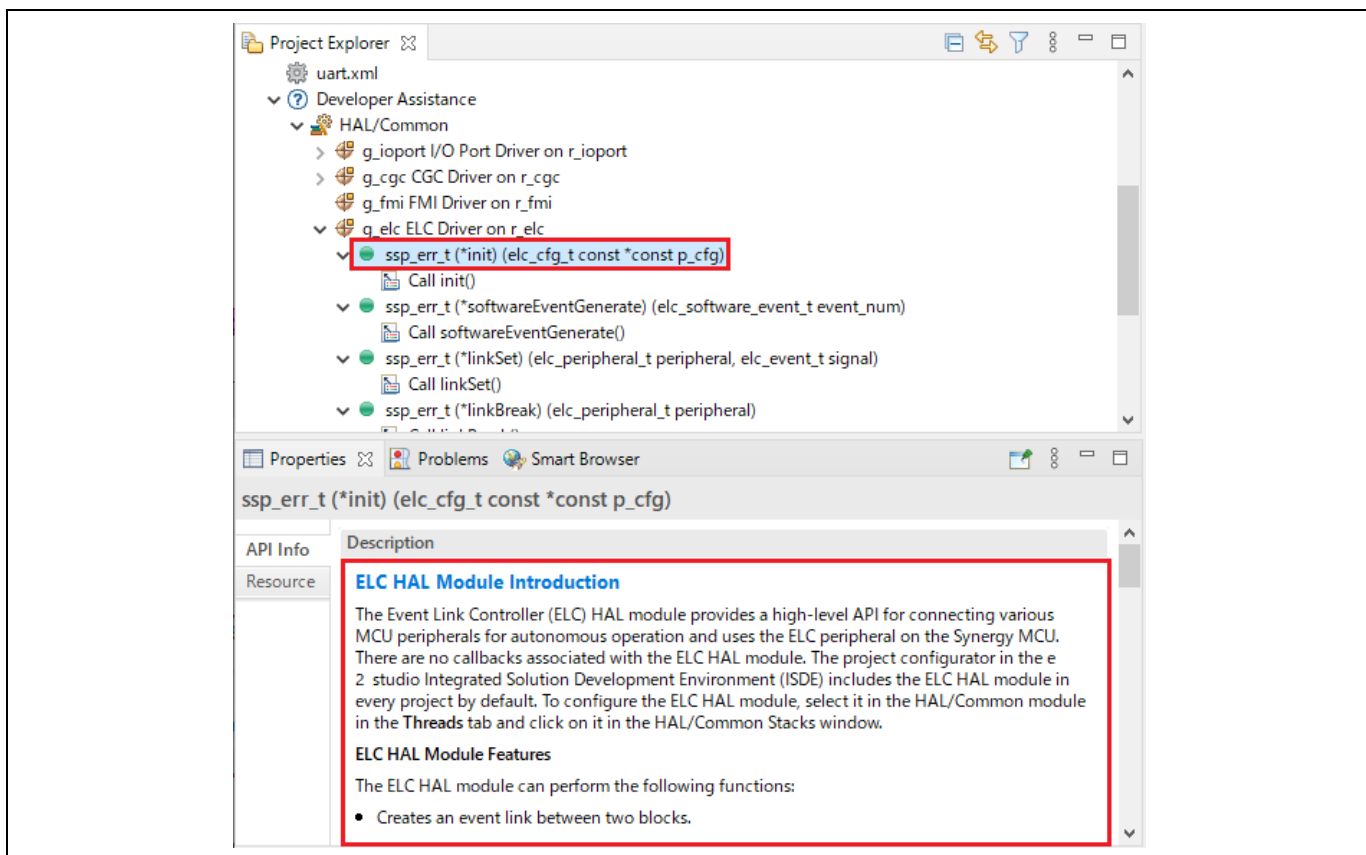 Project Explorer
uart.xml
Developer Assistance
HAL/Common
g_ioport I/O Port Driver on r_ioport
g_cgc CGC Driver on r_cgc
g_fmi FMI Driver on r_fmi
g_elc ELC Driver on r_elc
ssp_err_t (*init) (elc_cfg_t const *const p_cfg)
Call init()
ssp_err_t (*softwareEventGenerate) (elc_software_event_t event_num)
Call softwareEventGenerate()
ssp_err_t (*linkSet) (elc_peripheral_t peripheral, elc_event_t signal)
Call linkSet()
ssp_err_t (*linkBreak) (elc_peripheral_t peripheral)
Properties Problems Smart Browser
ssp_err_t (*init) (elc_cfg_t const *const p_cfg)
API Info
Resource
Description
ELC HAL Module Introduction
The Event Link Controller (ELC) HAL module provides a high-level API for connecting various
MCU peripherals for autonomous operation and uses the ELC peripheral on the Synergy MCU.
There are no callbacks associated with the ELC HAL module. The project configurator in the e
2 studio Integrated Solution Development Environment (ISDE) includes the ELC HAL module in
every project by default. To configure the ELC HAL module, select it in the HAL/Common module
in the Threads tab and click on it in the HAL/Common Stacks window.
ELC HAL Module Features
The ELC HAL module can perform the following functions:
• Creates an event link between two blocks.